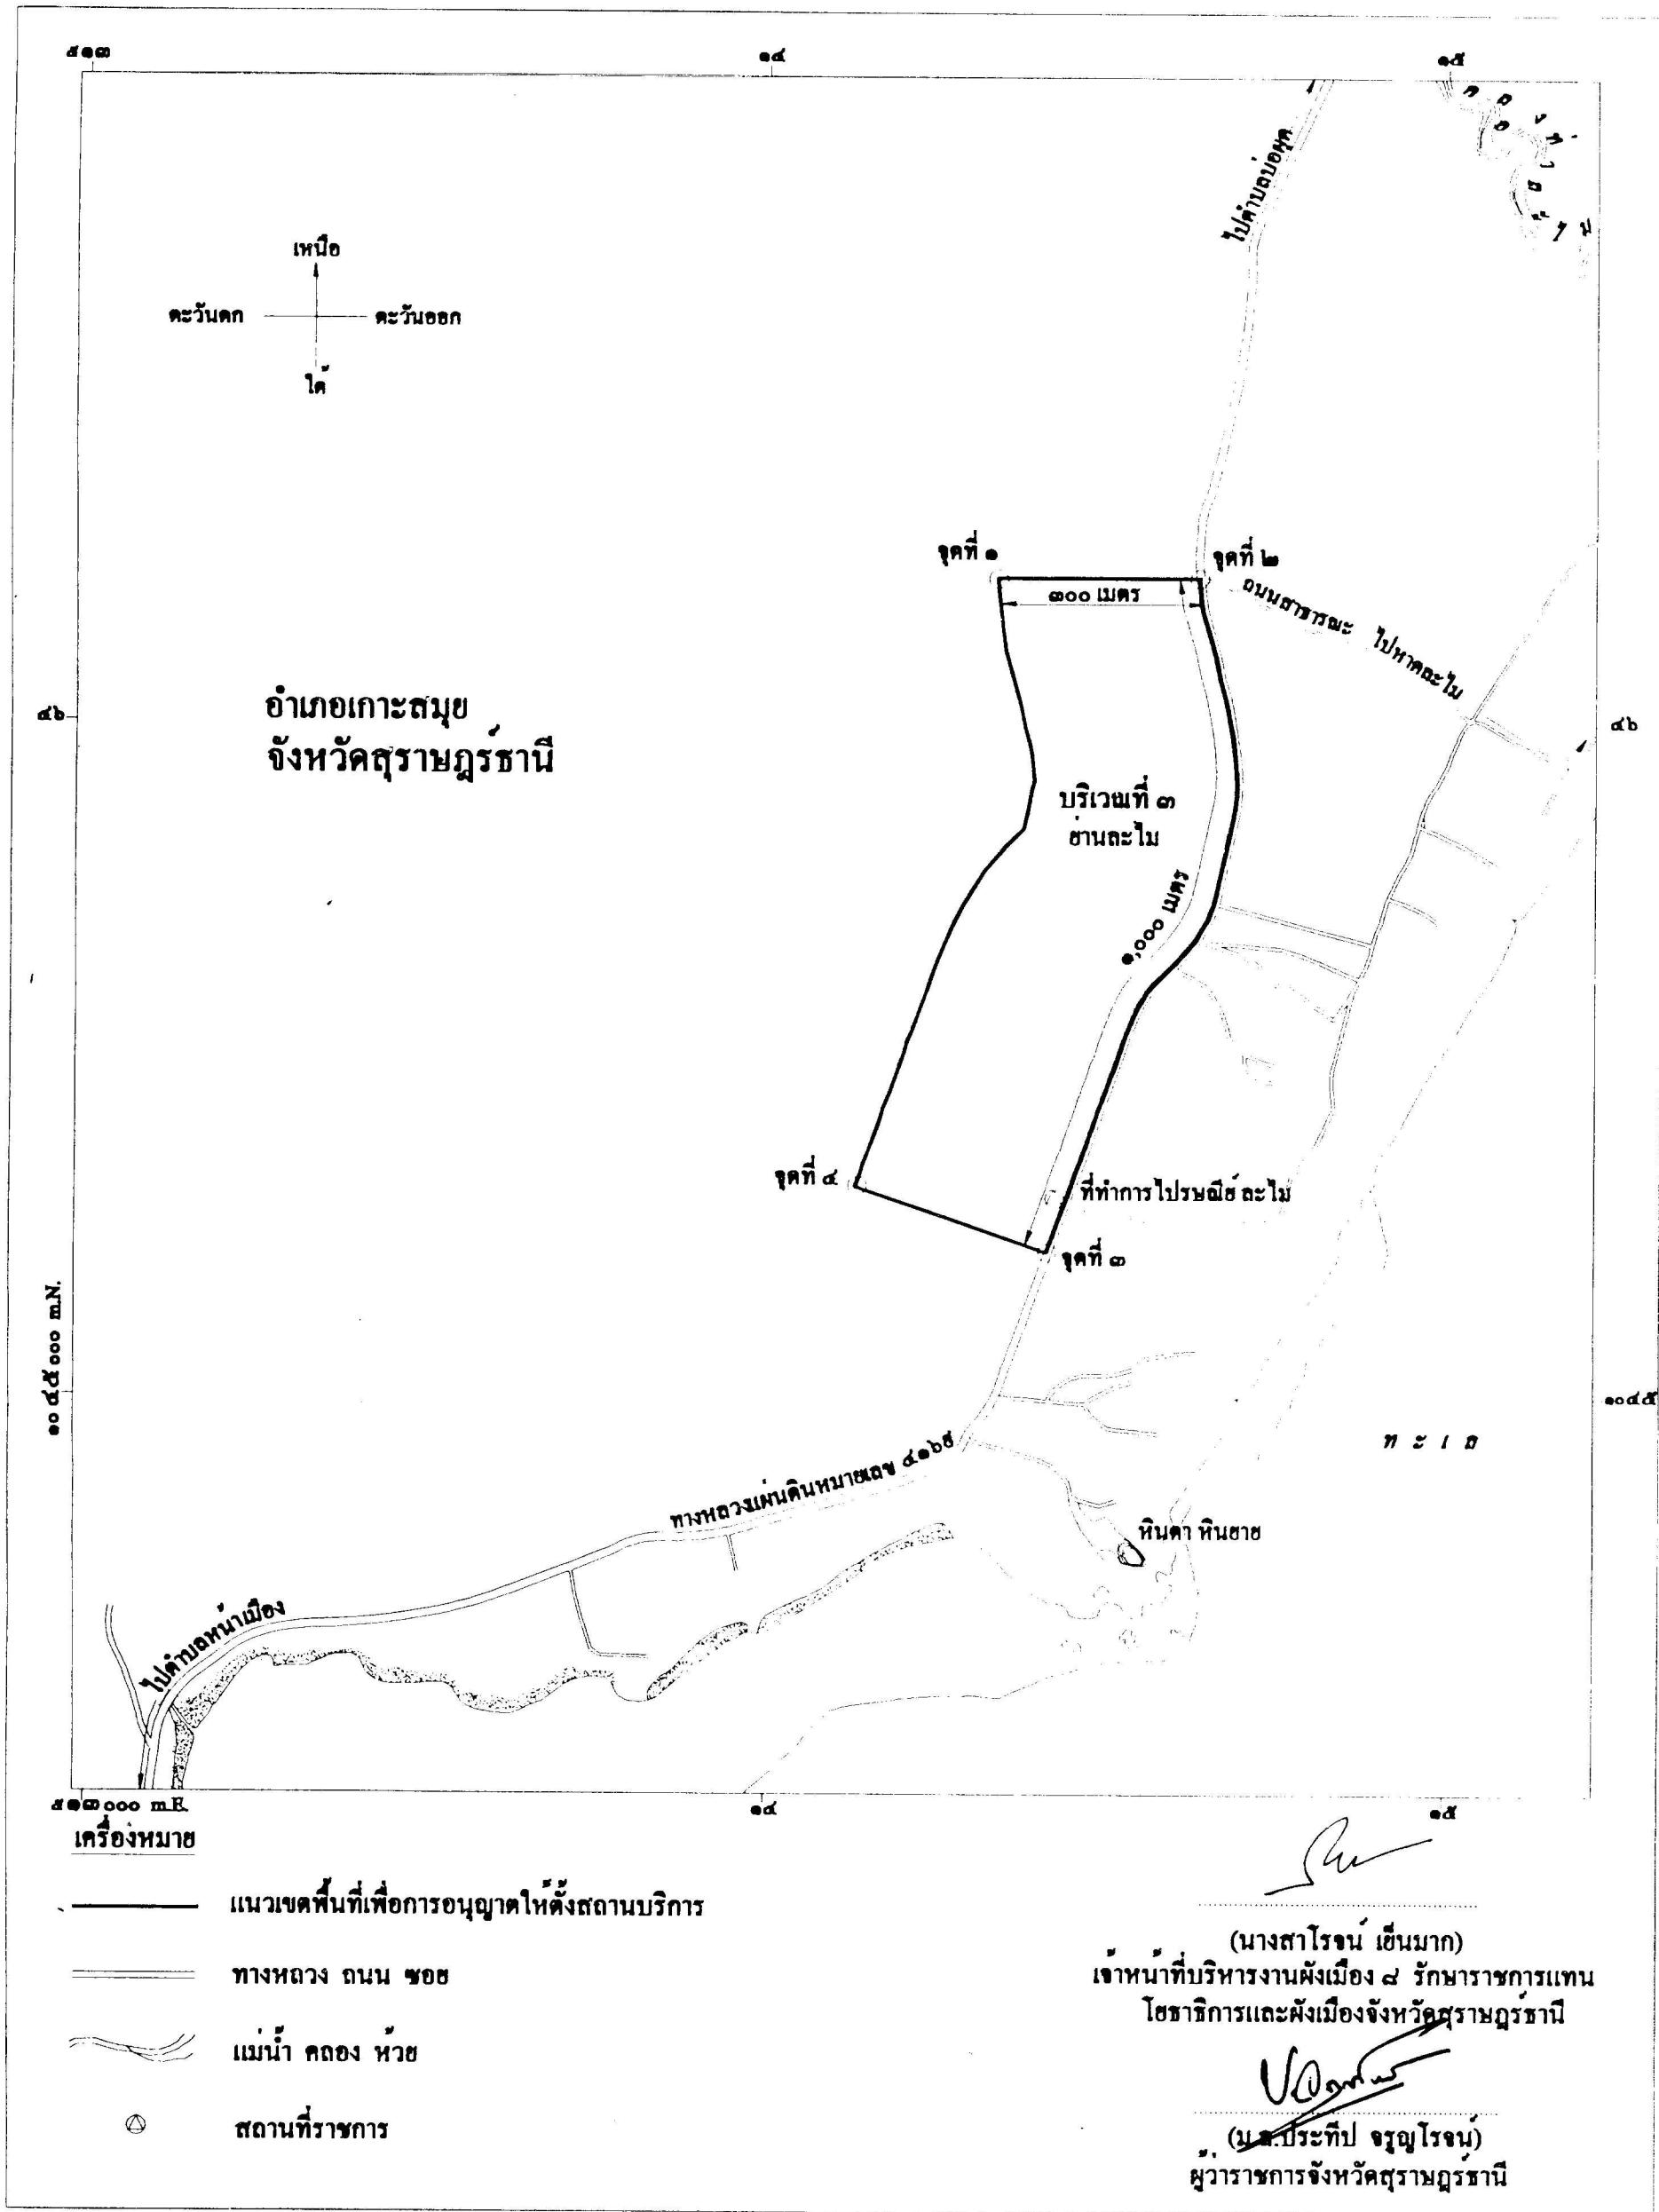 ๕๑๓
๑๔
๑๕
คลองท่าเรือ
ไปตำบลบ่อผุด
เหนือ
ตะวันตก
ตะวันออก
ใต้
จุดที่ ๑
จุดที่ ๒
๓๐๐ เมตร
ถนนสาธารณะ ไปหาดละไม
อำเภอเกาะสมุย
จังหวัดสุราษฎร์ธานี
๔๖
๔๖
บริเวณที่ ๓
ย่านละไม
๑,๐๐๐ เมตร
จุดที่ ๔
ที่ทำการไปรษณีย์ ละไม
จุดที่ ๓
๑๐ ๔๕ ๐๐๐ m.N.
๑๐๔๕
ทะเล
ทางหลวงแผ่นดินหมายเลข ๔๑๖๙
หินตา หินยาย
ไปตำบลหน้าเมือง
๕๑๓ ๐๐๐ m.E.
๑๔
๑๕
เครื่องหมาย
แนวเขตพื้นที่เพื่อการอนุญาตให้ตั้งสถานบริการ
ทางหลวง ถนน ซอย
แม่น้ำ คลอง ห้วย
สถานที่ราชการ
(นางสาโรจน์ เย็นมาก)
เจ้าหน้าที่บริหารงานผังเมือง ๘ รักษาราชการแทน
โยธาธิการและผังเมืองจังหวัดสุราษฎร์ธานี
(ม.ล.ประทีป จรูญโรจน์)
ผู้ว่าราชการจังหวัดสุราษฎร์ธานี